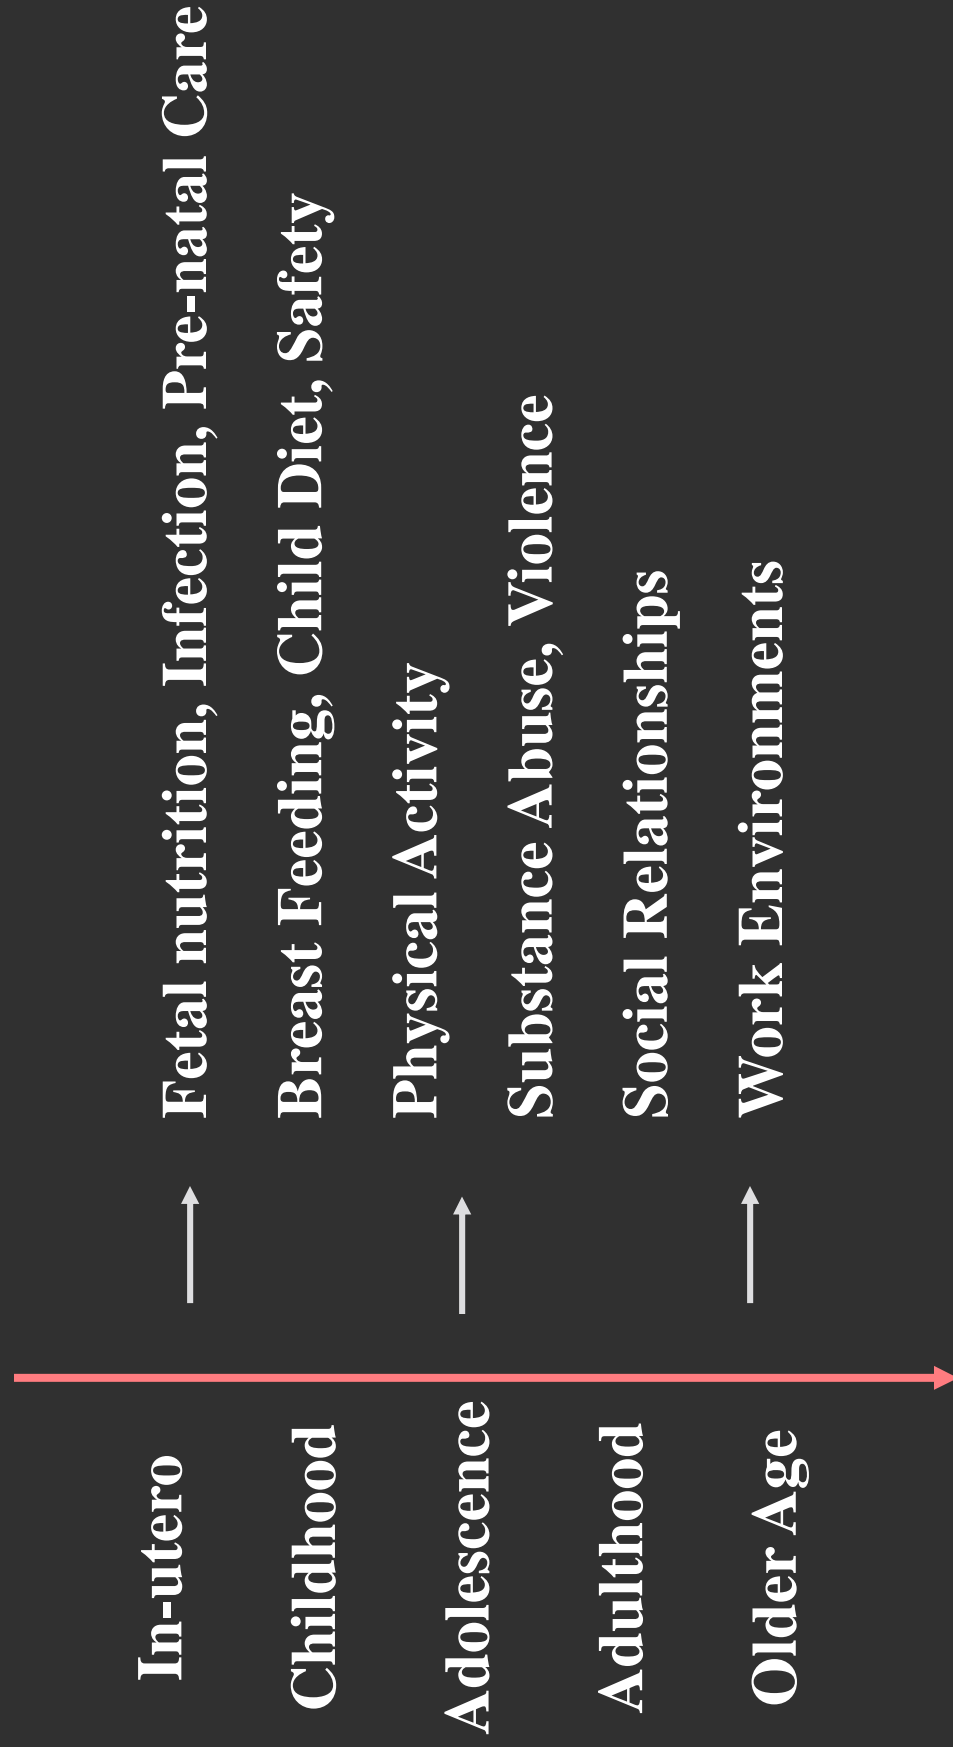 In-utero
Childhood
Adolescence
Adulthood
Older Age
Fetal nutrition, Infection, Pre-natal Care
Breast Feeding, Child Diet, Safety
Physical Activity
Substance Abuse, Violence
Social Relationships
Work Environments